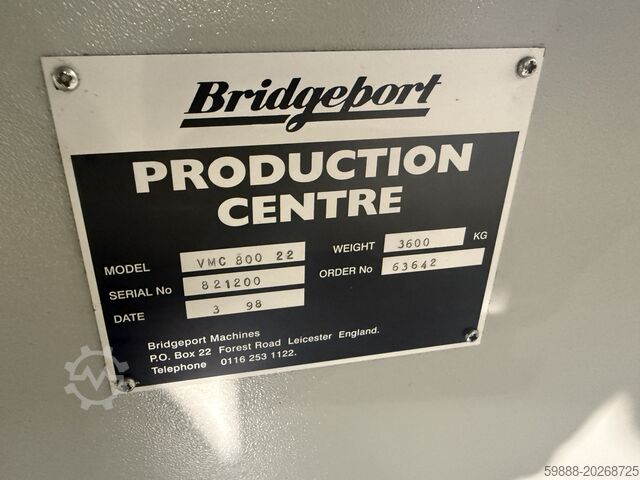 Bridgeport
PRODUCTION
CENTRE
MODEL VMC 800 22 WEIGHT 3600 KG
SERIAL No 821200 ORDER No 63642
DATE 3 98
Bridgeport Machines
P.O. Box 22 Forest Road Leicester England.
Telephone 0116 253 1122.
59888-20268725